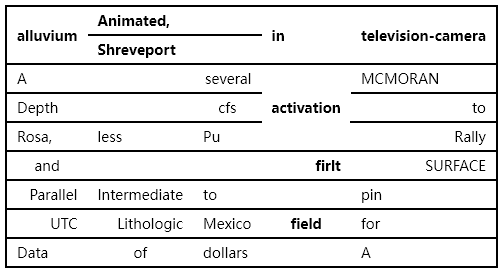 alluvium Animated, in television-camera
Shreveport
A several MCMORAN
Depth cfs activation to
Rosa, less Pu Rally
and firlt SURFACE
Parallel Intermediate to pin
UTC Lithologic Mexico field for
Data of dollars A